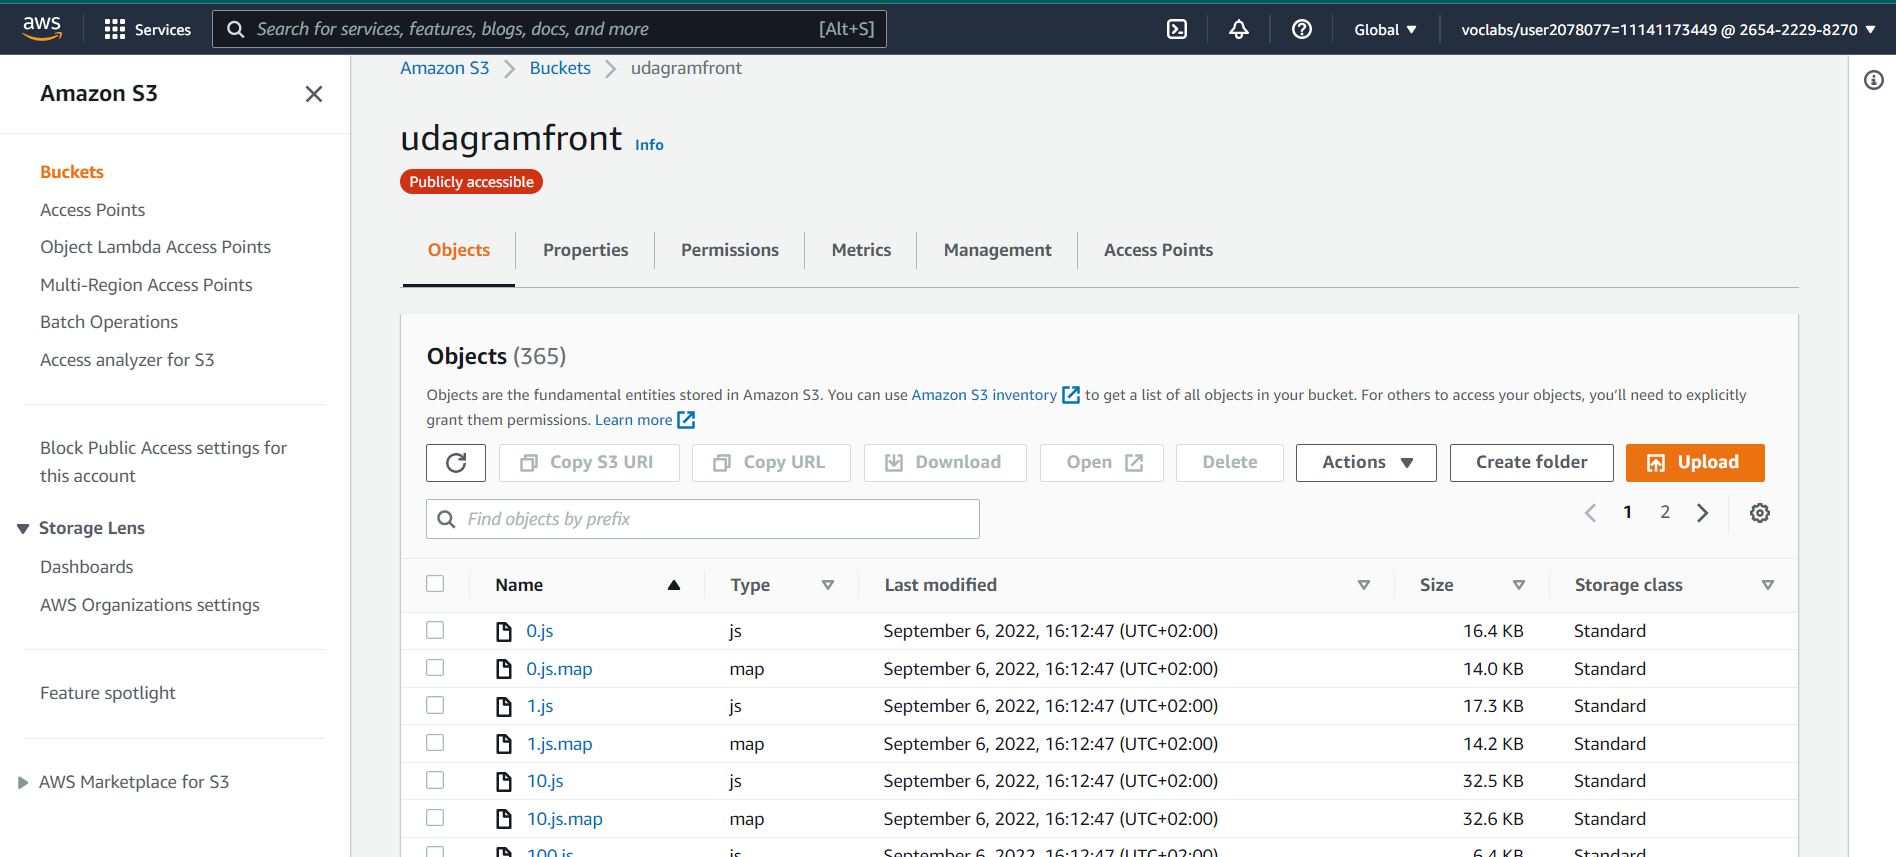 aws
Services
Search for services, features, blogs, docs, and more
[Alt+S]
Global
voclabs/user2078077=11141173449 @ 2654-2229-8270
Amazon S3
Buckets
Access Points
Object Lambda Access Points
Multi-Region Access Points
Batch Operations
Access analyzer for S3
Block Public Access settings for
this account
Storage Lens
Dashboards
AWS Organizations settings
Feature spotlight
AWS Marketplace for S3
Amazon S3 Buckets udagramfront
udagramfront Info
Publicly accessible
Objects Properties Permissions Metrics Management Access Points
Objects (365)
Objects are the fundamental entities stored in Amazon S3. You can use Amazon S3 inventory to get a list of all objects in your bucket. For others to access your objects, you’ll need to explicitly
grant them permissions. Learn more
Copy S3 URI Copy URL Download Open Delete Actions Create folder Upload
Find objects by prefix
1 2
Name Type Last modified Size Storage class
0.js js September 6, 2022, 16:12:47 (UTC+02:00) 16.4 KB Standard
0.js.map map September 6, 2022, 16:12:47 (UTC+02:00) 14.0 KB Standard
1.js js September 6, 2022, 16:12:47 (UTC+02:00) 17.3 KB Standard
1.js.map map September 6, 2022, 16:12:47 (UTC+02:00) 14.2 KB Standard
10.js js September 6, 2022, 16:12:47 (UTC+02:00) 32.5 KB Standard
10.js.map map September 6, 2022, 16:12:47 (UTC+02:00) 32.6 KB Standard
100.js js September 6, 2022, 16:12:47 (UTC+02:00) 6.4 KB Standard